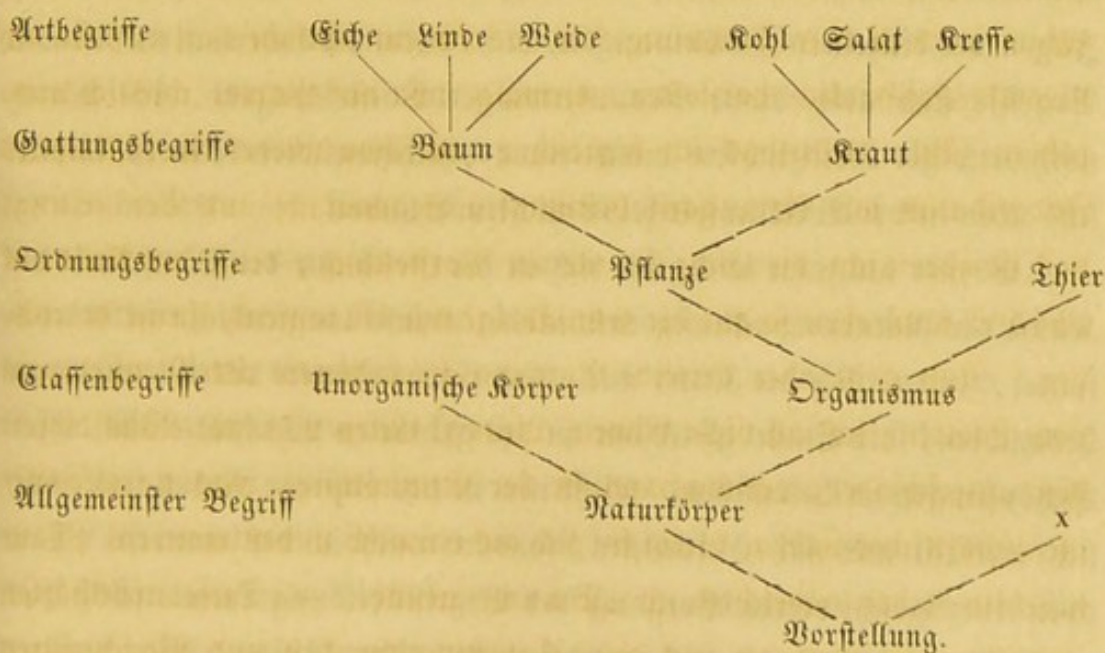 Artbegriffe Eiche Linde Weide Kohl Salat Kresse
Gattungsbegriffe Baum Kraut
Ordnungsbegriffe Pflanze Thier
Classenbegriffe Unorganische Körper Organismus
Allgemeinster Begriff Naturkörper x
Vorstellung.